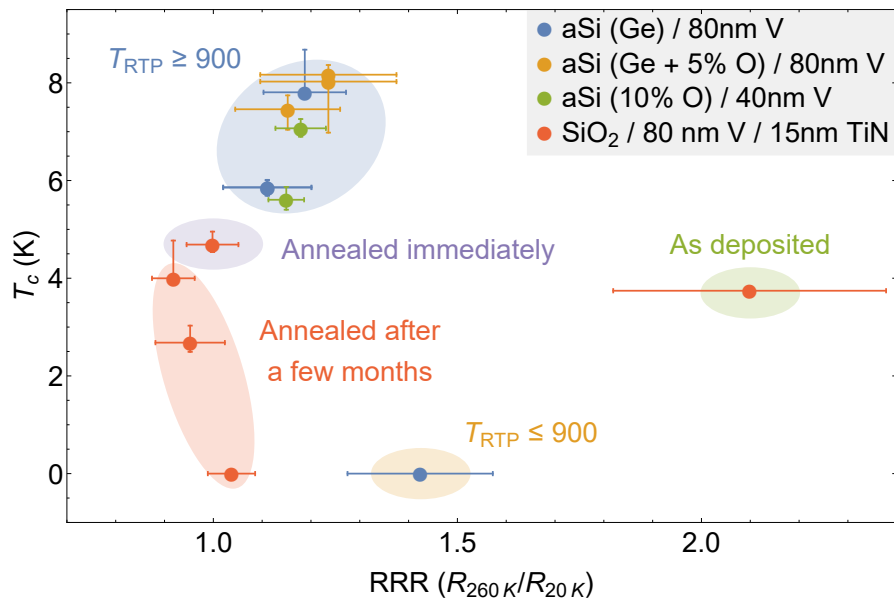 aSi (Ge) / 80nm V
aSi (Ge + 5% O) / 80nm V
aSi (10% O) / 40nm V
SiO₂ / 80 nm V / 15nm TiN
T_RTP ≥ 900
Annealed immediately
As deposited
Annealed after
a few months
T_RTP ≤ 900
8
6
4
2
0
T_c (K)
1.0
1.5
2.0
RRR (R_260 K/R_20 K)